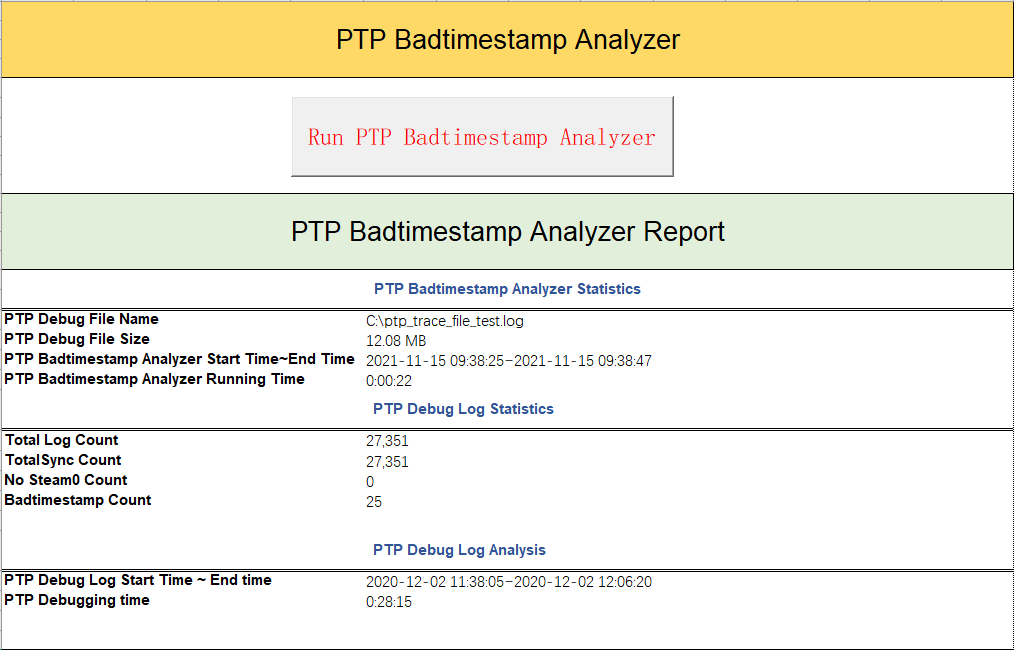 PTP Badtimestamp Analyzer
Run PTP Badtimestamp Analyzer
PTP Badtimestamp Analyzer Report
PTP Badtimestamp Analyzer Statistics
PTP Debug File Name C:\ptp_trace_file_test.log
PTP Debug File Size 12.08 MB
PTP Badtimestamp Analyzer Start Time~End Time 2021-11-15 09:38:25~2021-11-15 09:38:47
PTP Badtimestamp Analyzer Running Time 0:00:22
PTP Debug Log Statistics
Total Log Count 27,351
TotalSync Count 27,351
No Steam0 Count 0
Badtimestamp Count 25
PTP Debug Log Analysis
PTP Debug Log Start Time ~ End time 2020-12-02 11:38:05~2020-12-02 12:06:20
PTP Debugging time 0:28:15